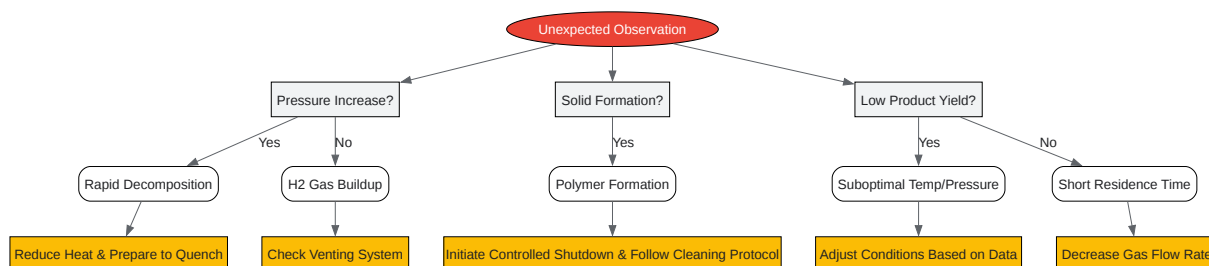 Unexpected Observation
Pressure Increase?
Solid Formation?
Low Product Yield?
Yes
No
Yes
Yes
No
Rapid Decomposition
H2 Gas Buildup
Polymer Formation
Suboptimal Temp/Pressure
Short Residence Time
Reduce Heat & Prepare to Quench
Check Venting System
Initiate Controlled Shutdown & Follow Cleaning Protocol
Adjust Conditions Based on Data
Decrease Gas Flow Rate